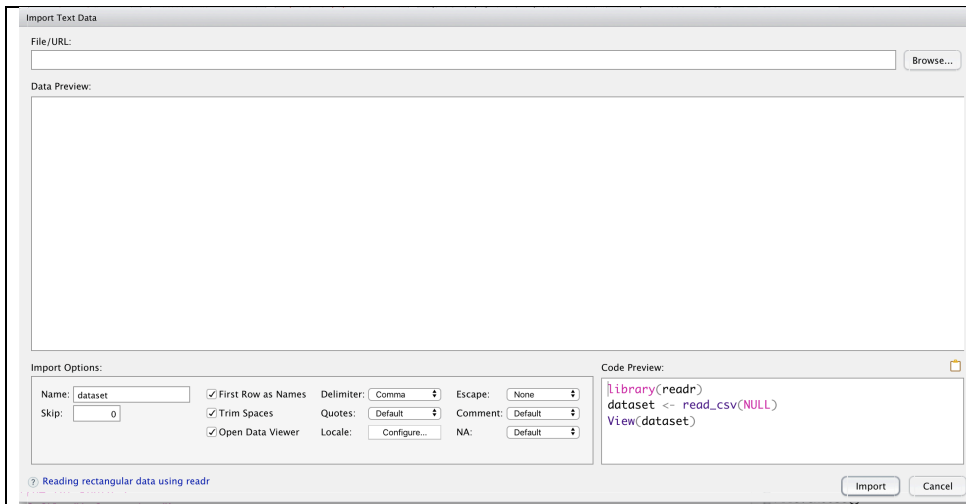 Import Text Data
File/URL:
Browse...
Data Preview:
Import Options:
Code Preview:
Name: dataset First Row as Names Delimiter: Comma Escape: None
Skip: 0 Trim Spaces Quotes: Default Comment: Default
Open Data Viewer Locale: Configure... NA: Default
library(readr)
dataset <- read_csv(NULL)
View(dataset)
? Reading rectangular data using readr
Import Cancel